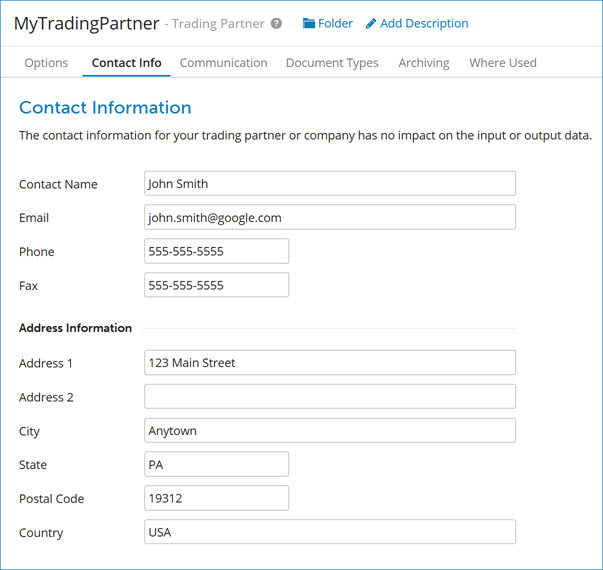 MyTradingPartner - Trading Partner ? Folder Add Description
Options Contact Info Communication Document Types Archiving Where Used
Contact Information
The contact information for your trading partner or company has no impact on the input or output data.
Contact Name John Smith
Email john.smith@google.com
Phone 555-555-5555
Fax 555-555-5555
Address Information
Address 1 123 Main Street
Address 2
City Anytown
State PA
Postal Code 19312
Country USA